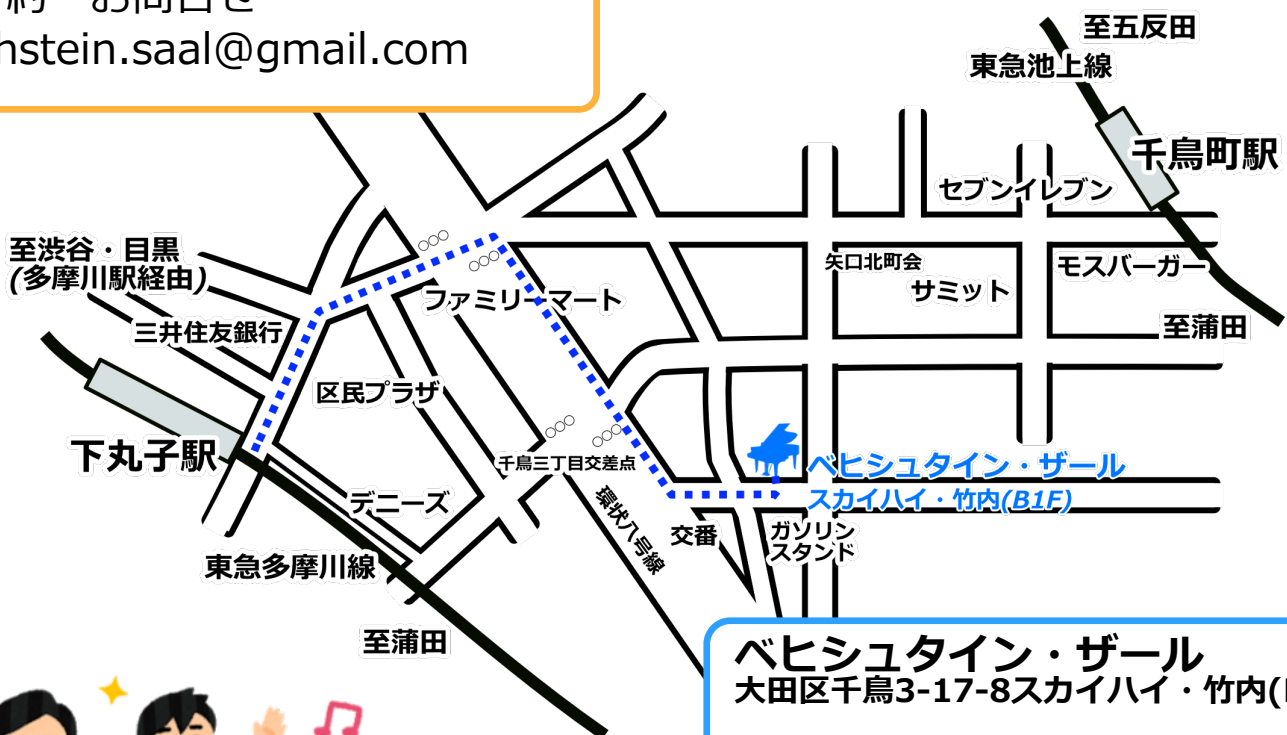 お問合せ
hstein.saal@gmail.com
至五反田
東急池上線
千鳥町駅
セブンイレブン
至渋谷・目黒
(多摩川駅経由)
矢口北町会
モスバーガー
サミット
ファミリーマート
三井住友銀行
至蒲田
区民プラザ
下丸子駅
千鳥三丁目交差点
ベヒシュタイン・ザール
スカイハイ・竹内(B1F)
デニーズ
環状八号線
交番
ガソリン
スタンド
東急多摩川線
至蒲田
ベヒシュタイン・ザール
大田区千鳥3-17-8スカイハイ・竹内(